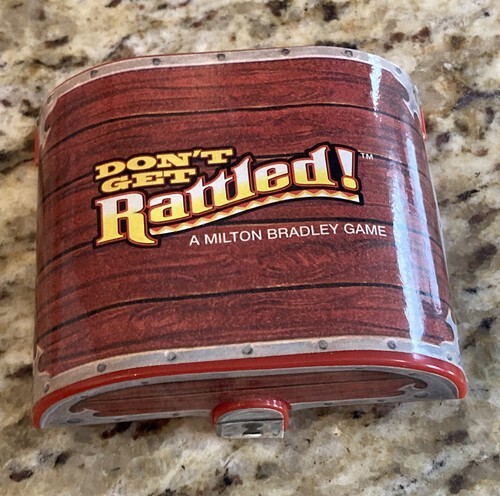 DON'T
GET
Rattled!™
A MILTON BRADLEY GAME